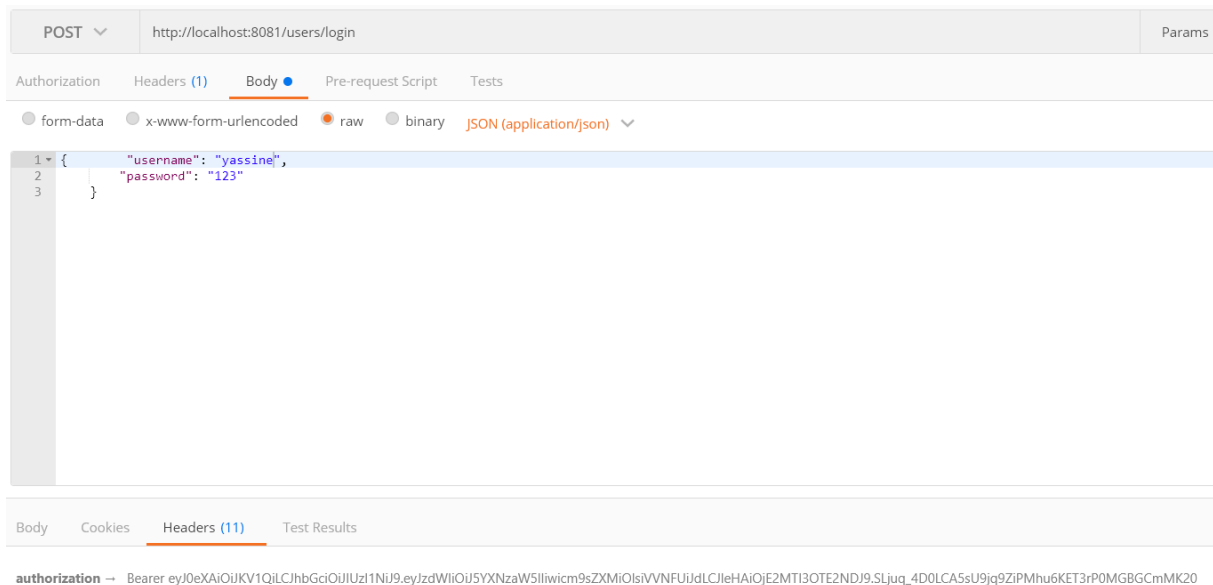 POST http://localhost:8081/users/login Params
Authorization Headers (1) Body Pre-request Script Tests
form-data x-www-form-urlencoded raw binary JSON (application/json)
1 { "username": "yassine",
2 "password": "123"
3 }
Body Cookies Headers (11) Test Results
authorization → Bearer eyJ0eXAiOiJKV1QiLCJhbGciOiJIUzI1NiJ9.eyJzdWIiOiJ5YXNzaW5lIiwicm9sZXMiOlsiVVNFUiJdLCJleHAiOjE2MTI3OTE2NDJ9.SLjuq_4D0LCA5sU9jq9ZiPMhu6KET3rP0MGBGCmMK20